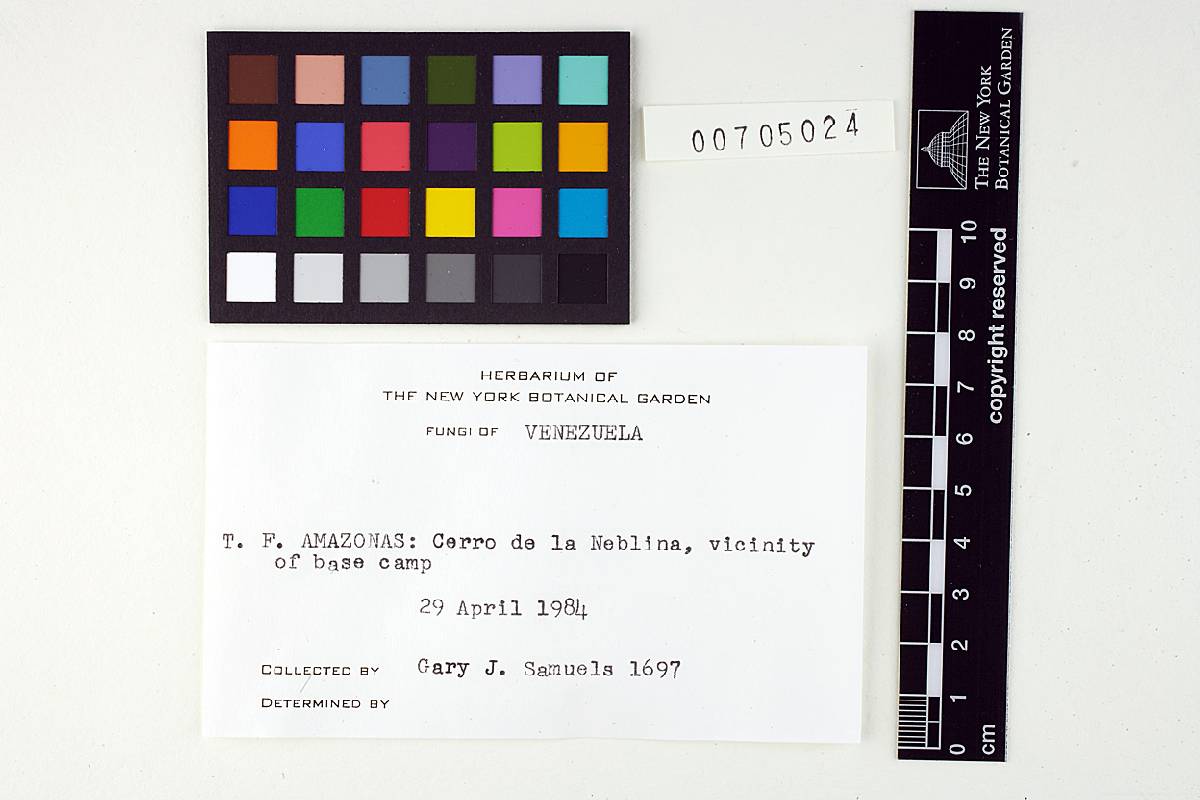 00705024
HERBARIUM OF
THE NEW YORK BOTANICAL GARDEN
FUNGI OF VENEZUELA
T. F. AMAZONAS: Cerro de la Neblina, vicinity
of base camp
29 April 1984
COLLECTED BY Gary J. Samuels 1697
DETERMINED BY
THE NEW YORK
BOTANICAL GARDEN
copyright reserved
10
9
8
7
6
5
4
3
2
1
0
cm